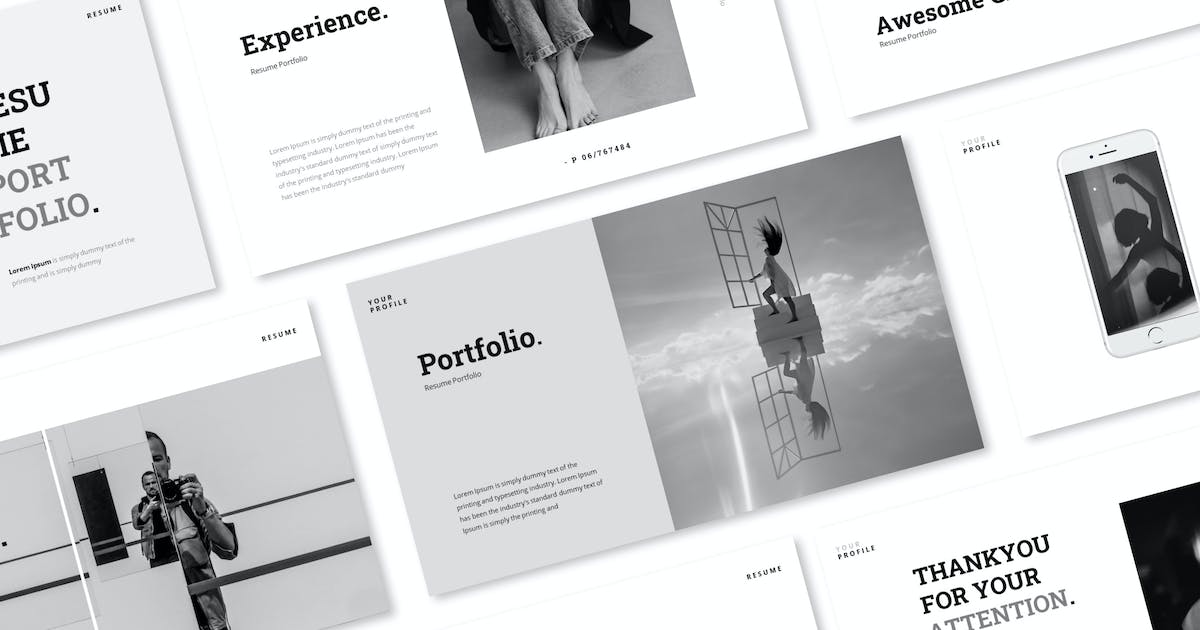 RESUME
ESU
ME
PORT
FOLIO.
Lorem Ipsum is simply dummy text of the
printing and is simply dummy
Experience.
Resume Portfolio
Lorem Ipsum is simply dummy text of the printing and
typesetting industry. Lorem Ipsum has been the
industry's standard dummy text of simply dummy text
of the printing and typesetting industry. Lorem Ipsum
has been the industry's standard dummy
- P 06/767484
Awesome
Resume Portfolio
YOUR
PROFILE
RESUME
YOUR
PROFILE
Portfolio.
Resume Portfolio
Lorem Ipsum is simply dummy text of the
printing and typesetting industry. Lorem Ipsum
has been the industry's standard dummy text of
Ipsum is simply the printing and
RESUME
YOUR
PROFILE
THANKYOU
FOR YOUR
ATTENTION.